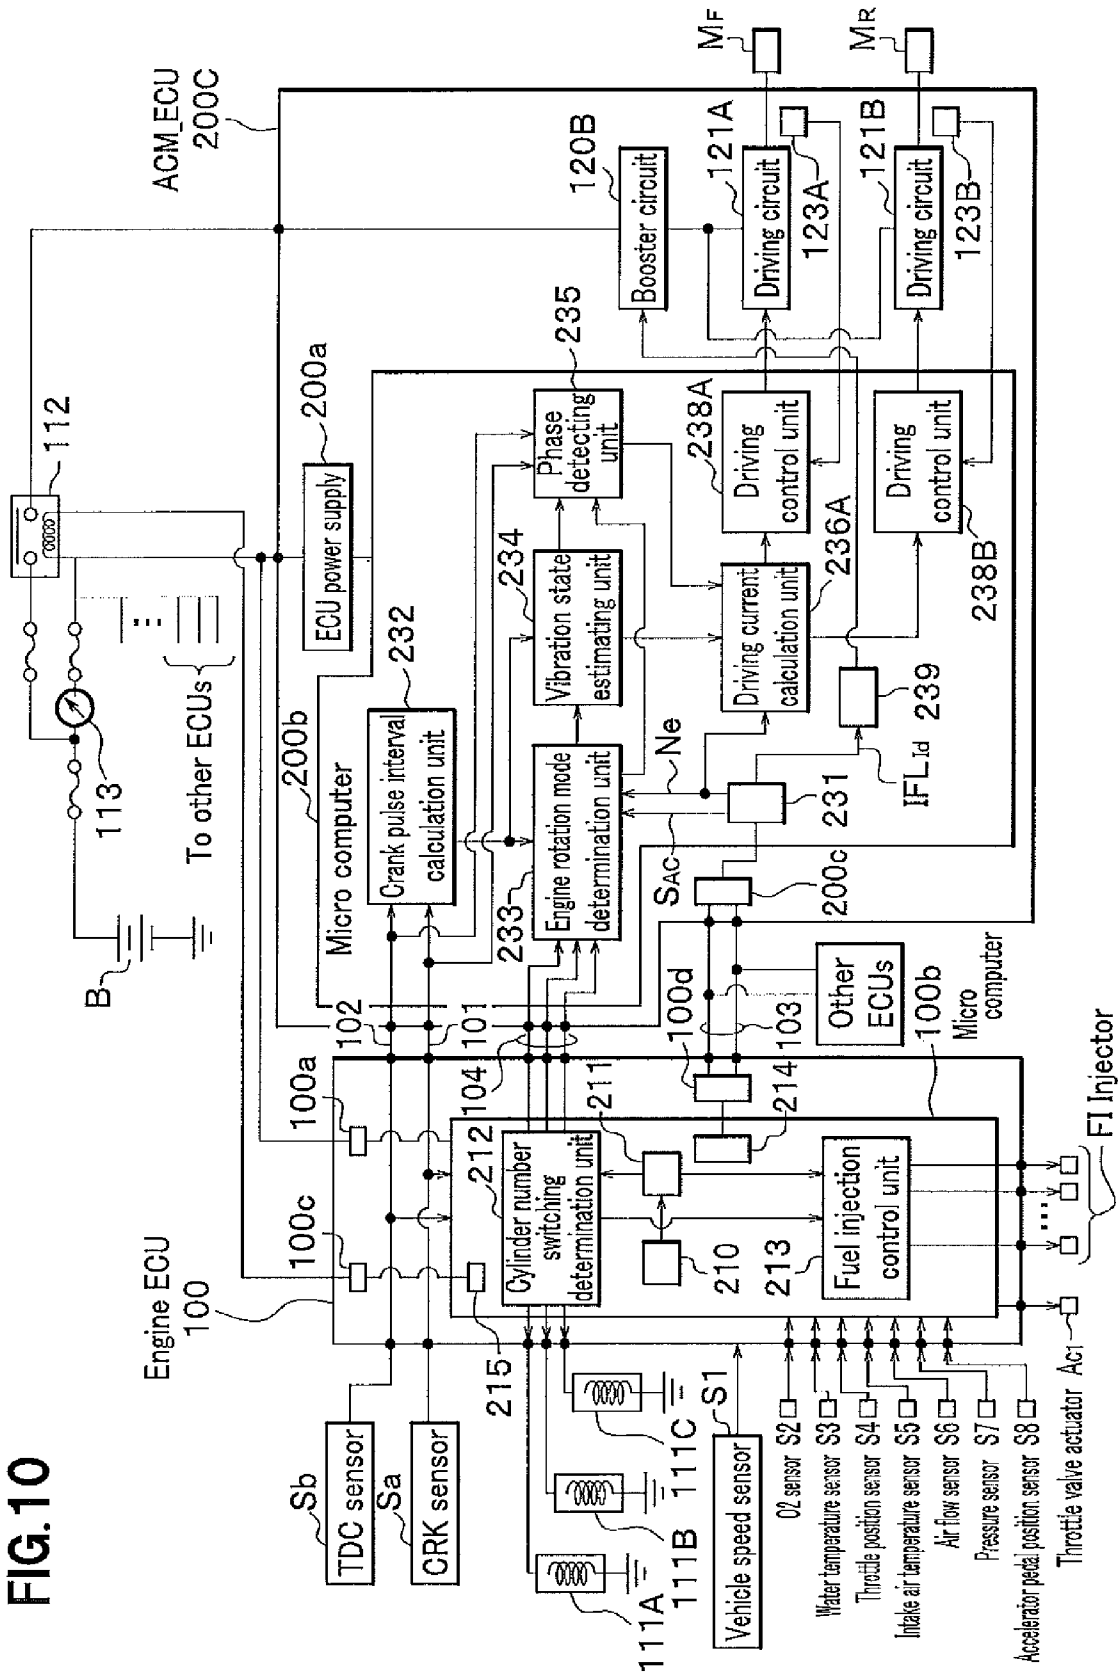 FIG.10
Engine ECU
100
100c
100a
102
101
104
Sb
TDC sensor
Sa
CRK sensor
215
212
Cylinder number
switching
determination unit
211
210
213
Fuel injection
control unit
214
100d
103
100b
Micro
computer
Other
ECUs
111A
111B
111C
S1
Vehicle speed sensor
O2 sensor S2
Water temperature sensor S3
Throttle position sensor S4
Intake air temperature sensor S5
Air flow sensor S6
Pressure sensor S7
Accelerator pedal position sensor S8
Throttle valve actuator AC1
FI Injector
B
113
112
To other ECUs
ACM_ECU
200C
200b
Micro computer
200a
ECU power supply
232
Crank pulse interval
calculation unit
233
Engine rotation mode
determination unit
234
Vibration state
estimating unit
235
Phase
detecting
unit
Ne
SAC
231
200c
IFLId
239
Driving current
calculation unit
236A
238A
Driving
control unit
Driving
control unit
238B
120B
Booster circuit
121A
Driving circuit
123A
121B
Driving circuit
123B
MF
MR